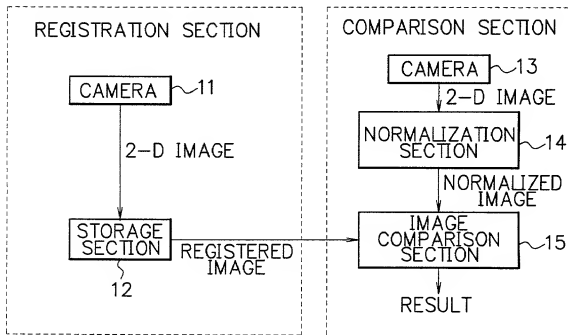 REGISTRATION SECTION
CAMERA
11
2-D IMAGE
STORAGE
SECTION
12
REGISTERED
IMAGE
COMPARISON SECTION
CAMERA
13
2-D IMAGE
NORMALIZATION
SECTION
14
NORMALIZED
IMAGE
IMAGE
COMPARISON
SECTION
15
RESULT